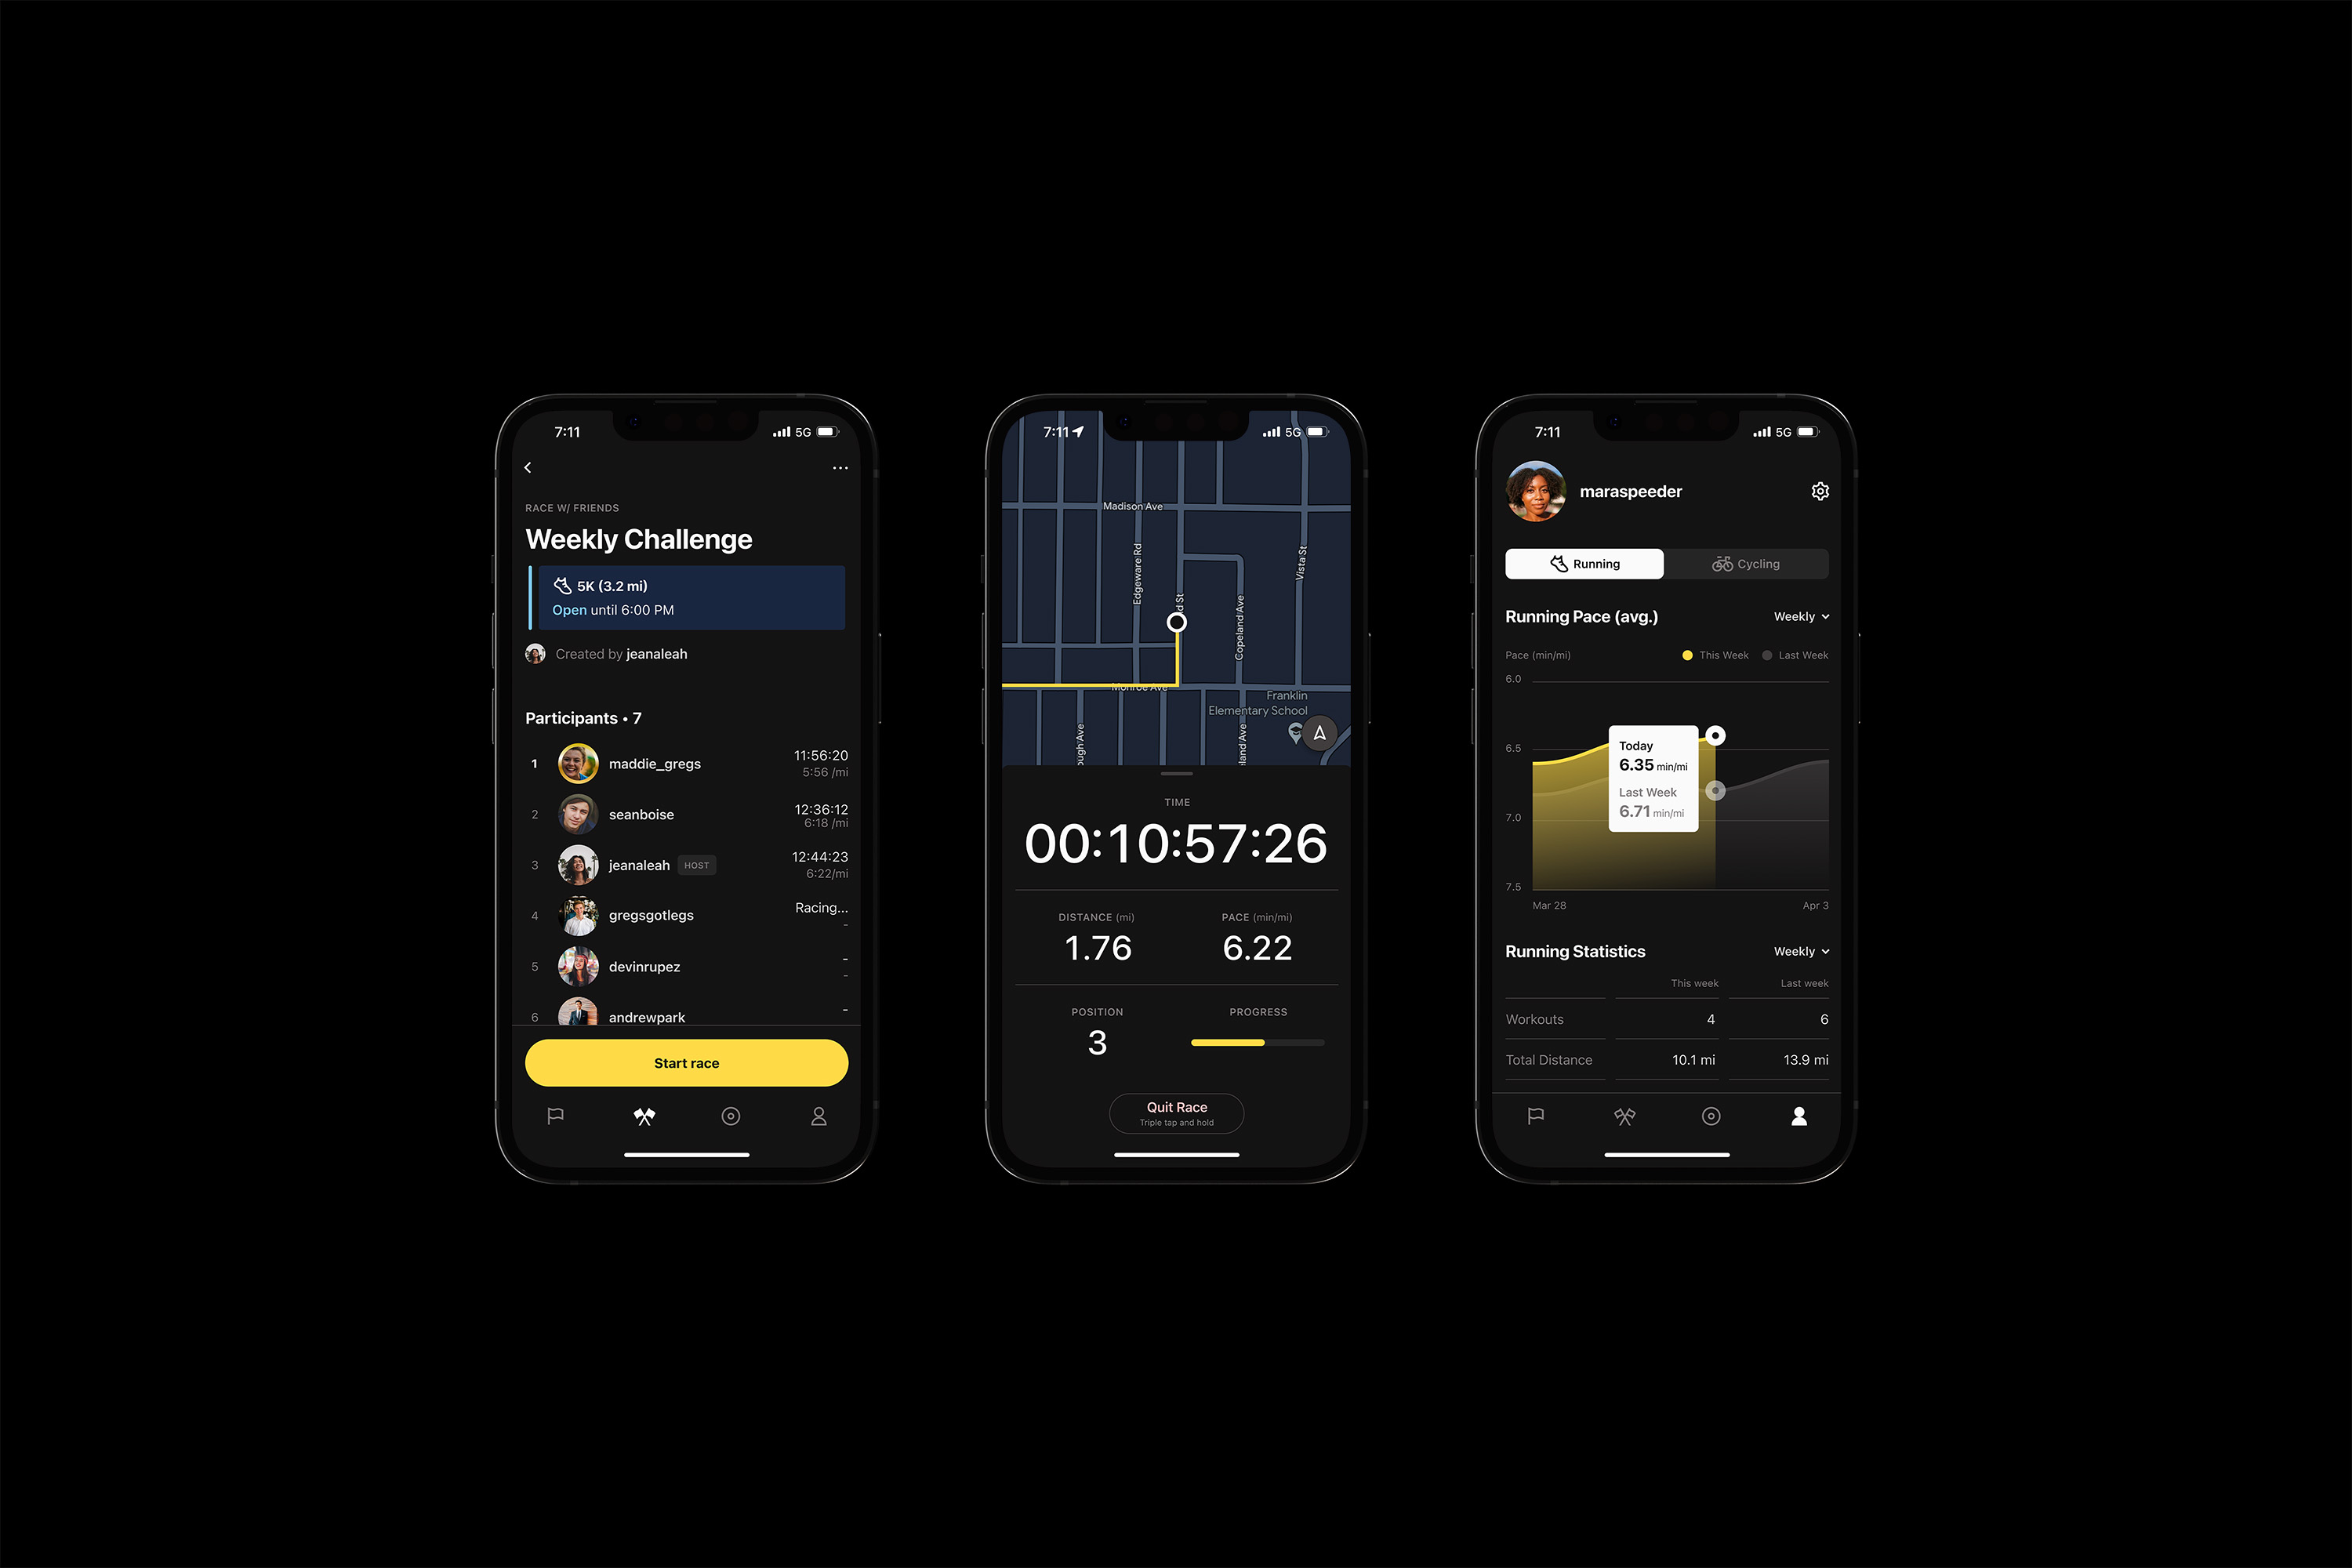 7:11
5G
RACE W/ FRIENDS
Weekly Challenge
5K (3.2 mi)
Open until 6:00 PM
Created by jeanaleah
Participants • 7
1 maddie_gregs 11:56:20
5:56 /mi
2 seanboise 12:36:12
6:18 /mi
3 jeanaleah HOST 12:44:23
6:22/mi
4 gregsgotlegs Racing...
-
5 devinrupez -
-
6 andrewpark -
Start race
7:11
5G
Madison Ave
Edgeware Rd
Vista St
d St
Copeland Ave
Monroe Ave
Franklin
Elementary School
ough Ave
eland Ave
TIME
00:10:57:26
DISTANCE (mi)
PACE (min/mi)
1.76
6.22
POSITION
PROGRESS
3
Quit Race
Triple tap and hold
7:11
5G
maraspeeder
Running
Cycling
Running Pace (avg.)
Weekly
Pace (min/mi)
This Week
Last Week
6.0
6.5
7.0
7.5
Today
6.35 min/mi
Last Week
6.71 min/mi
Mar 28
Apr 3
Running Statistics
Weekly
This week
Last week
Workouts 4 6
Total Distance 10.1 mi 13.9 mi